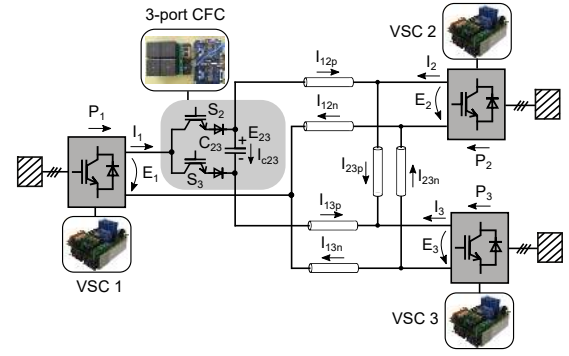 3-port CFC
VSC 2
I12p
I2
S2
I12n
E2
P1
I1
C23
+
E23
-
Ic23
E1
S3
I23p
I23n
P2
I13p
I3
P3
I13n
E3
VSC 1
VSC 3